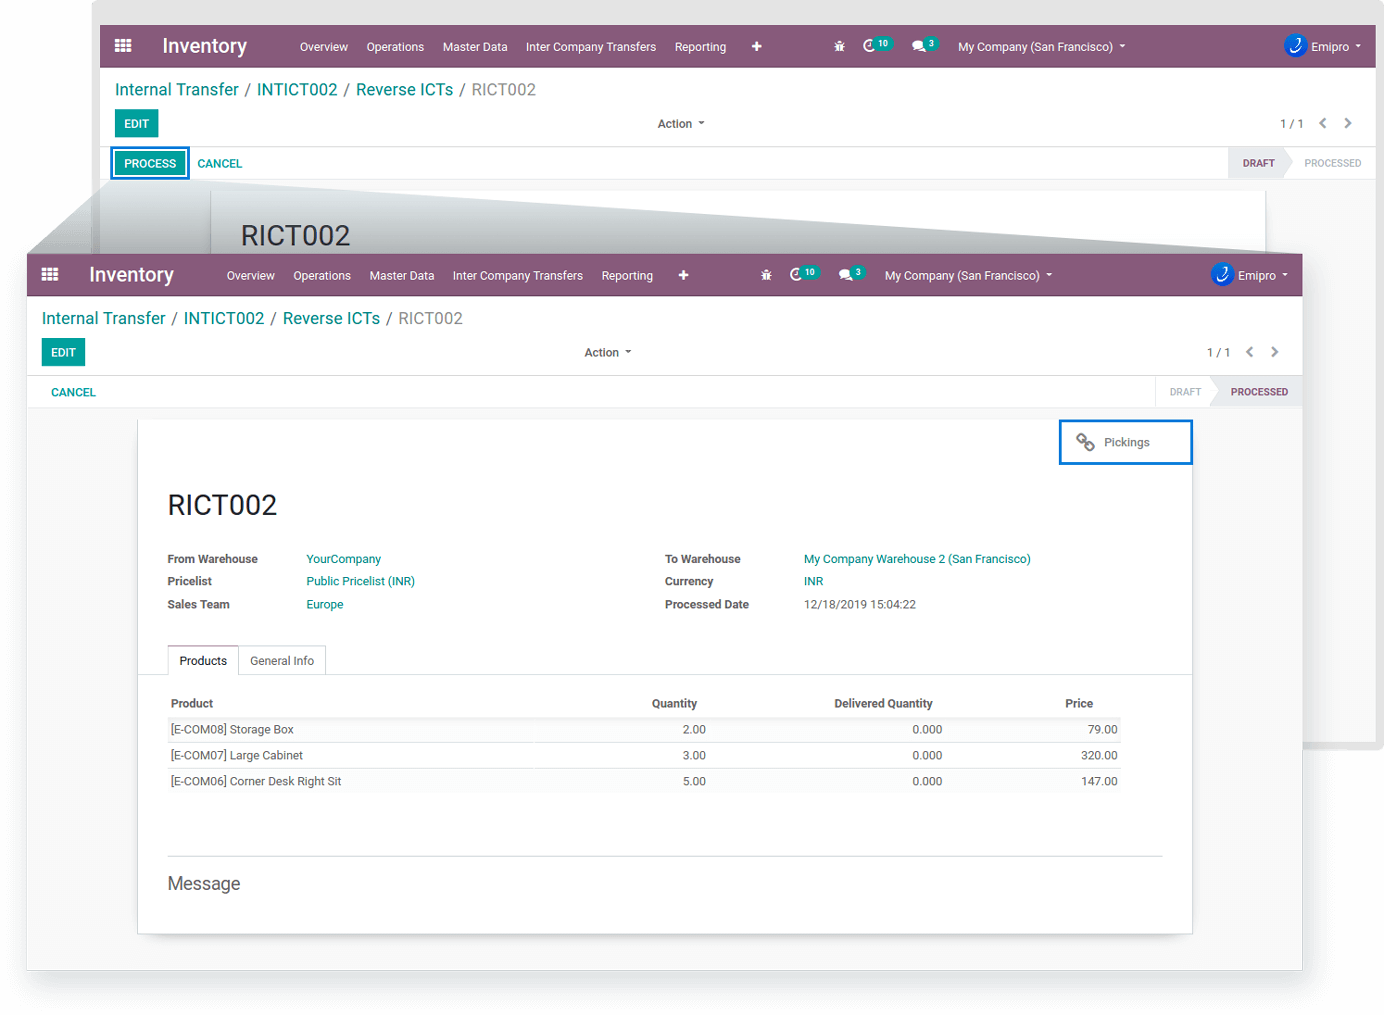 Inventory Overview Operations Master Data Inter Company Transfers Reporting 10 3 My Company (San Francisco) Emipro
Internal Transfer / INTICT002 / Reverse ICTs / RICT002
EDIT Action 1 / 1
PROCESS CANCEL DRAFT PROCESSED
RICT002
Inventory Overview Operations Master Data Inter Company Transfers Reporting 10 3 My Company (San Francisco) Emipro
Internal Transfer / INTICT002 / Reverse ICTs / RICT002
EDIT Action 1 / 1
CANCEL DRAFT PROCESSED
Pickings
RICT002
From Warehouse YourCompany To Warehouse My Company Warehouse 2 (San Francisco)
Pricelist Public Pricelist (INR) Currency INR
Sales Team Europe Processed Date 12/18/2019 15:04:22
Products General Info
Product Quantity Delivered Quantity Price
[E-COM08] Storage Box 2.00 0.000 79.00
[E-COM07] Large Cabinet 3.00 0.000 320.00
[E-COM06] Corner Desk Right Sit 5.00 0.000 147.00
Message